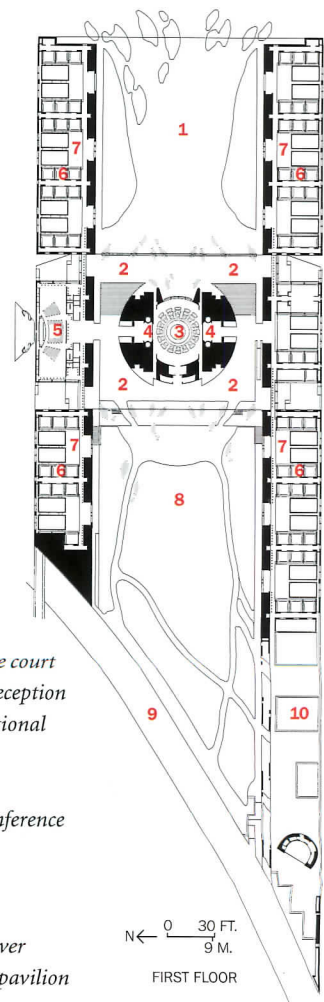 1
7 7
6 6
2 2
5 4 3 4
2 2
7 7
6 6
8
e court
eception
tional
9
10
nference
ver
pavilion
N 0 30 FT.
9 M.
FIRST FLOOR